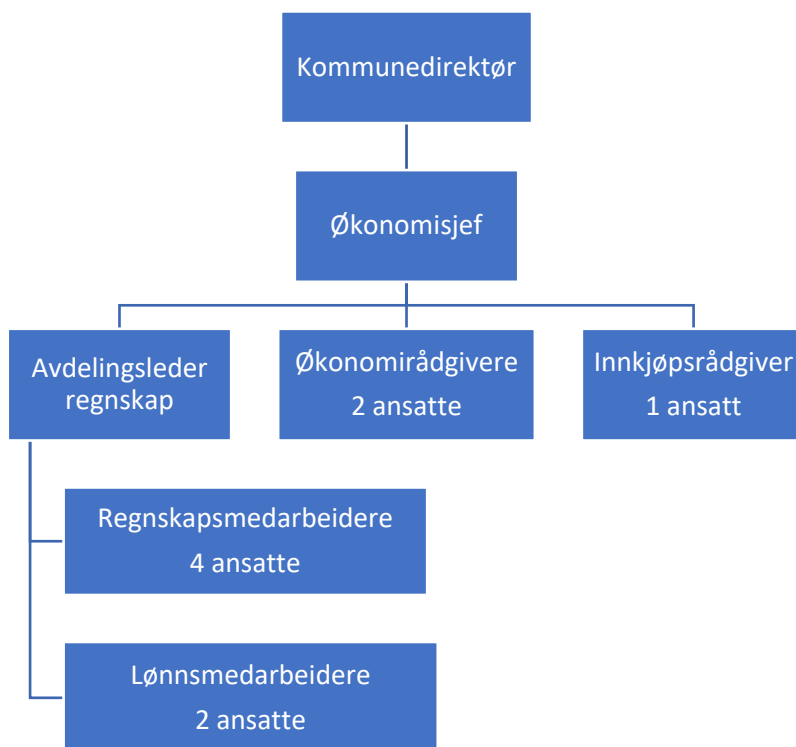 Kommunedirektør
Økonomisjef
Avdelingsleder
regnskap
Økonomirådgivere
2 ansatte
Innkjøpsrådgiver
1 ansatt
Regnskapsmedarbeidere
4 ansatte
Lønnsmedarbeidere
2 ansatte